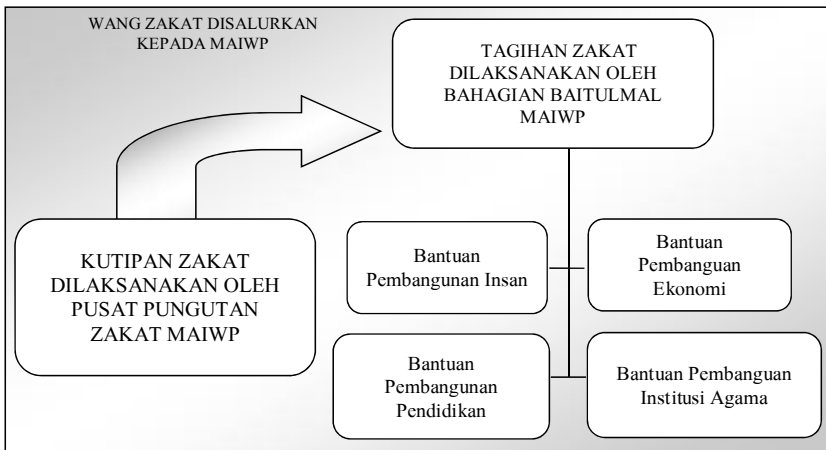 WANG ZAKAT DISALURKAN
KEPADA MAIWP
TAGIHAN ZAKAT
DILAKSANAKAN OLEH
BAHAGIAN BAITULMAL
MAIWP
KUTIPAN ZAKAT
DILAKSANAKAN OLEH
PUSAT PUNGUTAN
ZAKAT MAIWP
Bantuan
Pembangunan Insan
Bantuan
Pembanguan
Ekonomi
Bantuan
Pembangunan
Pendidikan
Bantuan Pembanguan
Institusi Agama